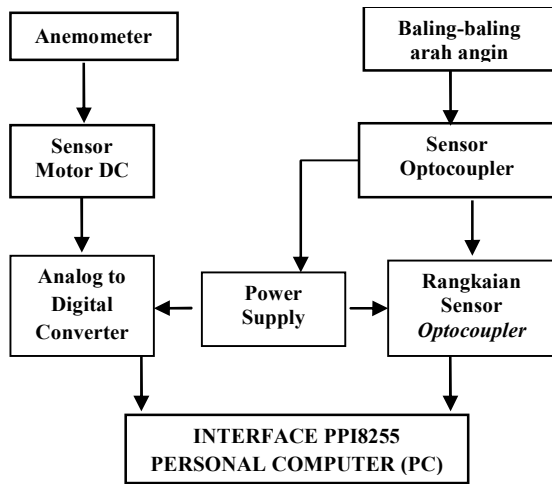 Anemometer
Baling-baling
arah angin
Sensor
Motor DC
Sensor
Optocoupler
Analog to
Digital
Converter
Power
Supply
Rangkaian
Sensor
Optocoupler
INTERFACE PPI8255
PERSONAL COMPUTER (PC)